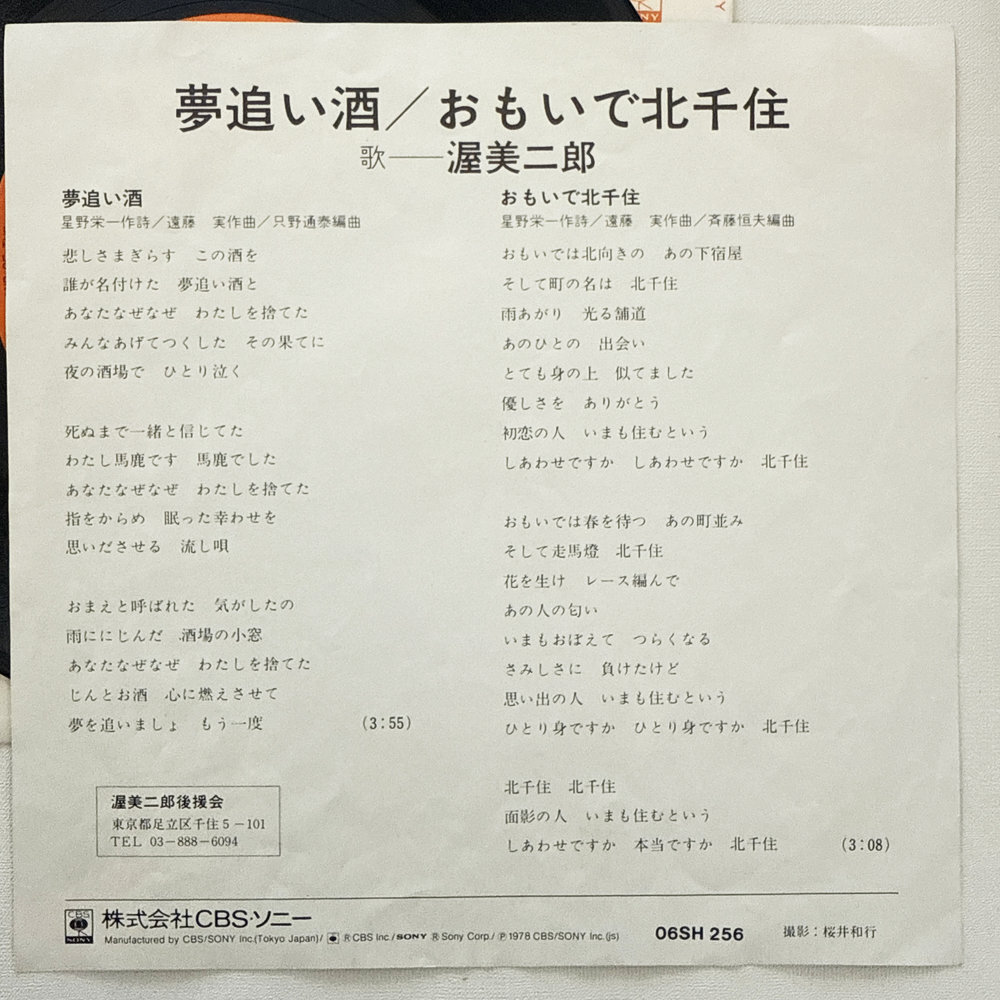 夢追い酒／おもいで北千住
歌——渥美二郎
夢追い酒
星野栄一作詩／遠藤　実作曲／只野通泰編曲
悲しさまぎらす　この酒を
誰が名付けた　夢追い酒と
あなたなぜなぜ　わたしを捨てた
みんなあげてつくした　その果てに
夜の酒場で　ひとり泣く
死ぬまで一緒と信じてた
わたし馬鹿です　馬鹿でした
あなたなぜなぜ　わたしを捨てた
指をからめ　眠った幸わせを
思いださせる　流し唄
おまえと呼ばれた　気がしたの
雨ににじんだ　酒場の小窓
あなたなぜなぜ　わたしを捨てた
じんとお酒　心に燃えさせて
夢を追いましょ　もう一度　(3:55)
渥美二郎後援会
東京都足立区千住5－101
TEL 03－888－6094
おもいで北千住
星野栄一作詩／遠藤　実作曲／斉藤恒夫編曲
おもいでは北向きの　あの下宿屋
そして町の名は　北千住
雨あがり　光る舗道
あのひとの　出会い
とても身の上　似てました
優しさを　ありがとう
初恋の人　いまも住むという
しあわせですか　しあわせですか　北千住
おもいでは春を待つ　あの町並み
そして走馬燈　北千住
花を生け　レース編んで
あの人の匂い
いまもおぼえて　つらくなる
さみしさに　負けたけど
思い出の人　いまも住むという
ひとり身ですか　ひとり身ですか　北千住
北千住　北千住
面影の人　いまも住むという
しあわせですか　本当ですか　北千住　(3:08)
CBS SONY 株式会社CBS・ソニー
Manufactured by CBS/SONY Inc.(Tokyo Japan)/ ⓇCBS Inc./SONY ⓇSony Corp./Ⓟ1978 CBS/SONY Inc.(js)
06SH 256
撮影：桜井和行